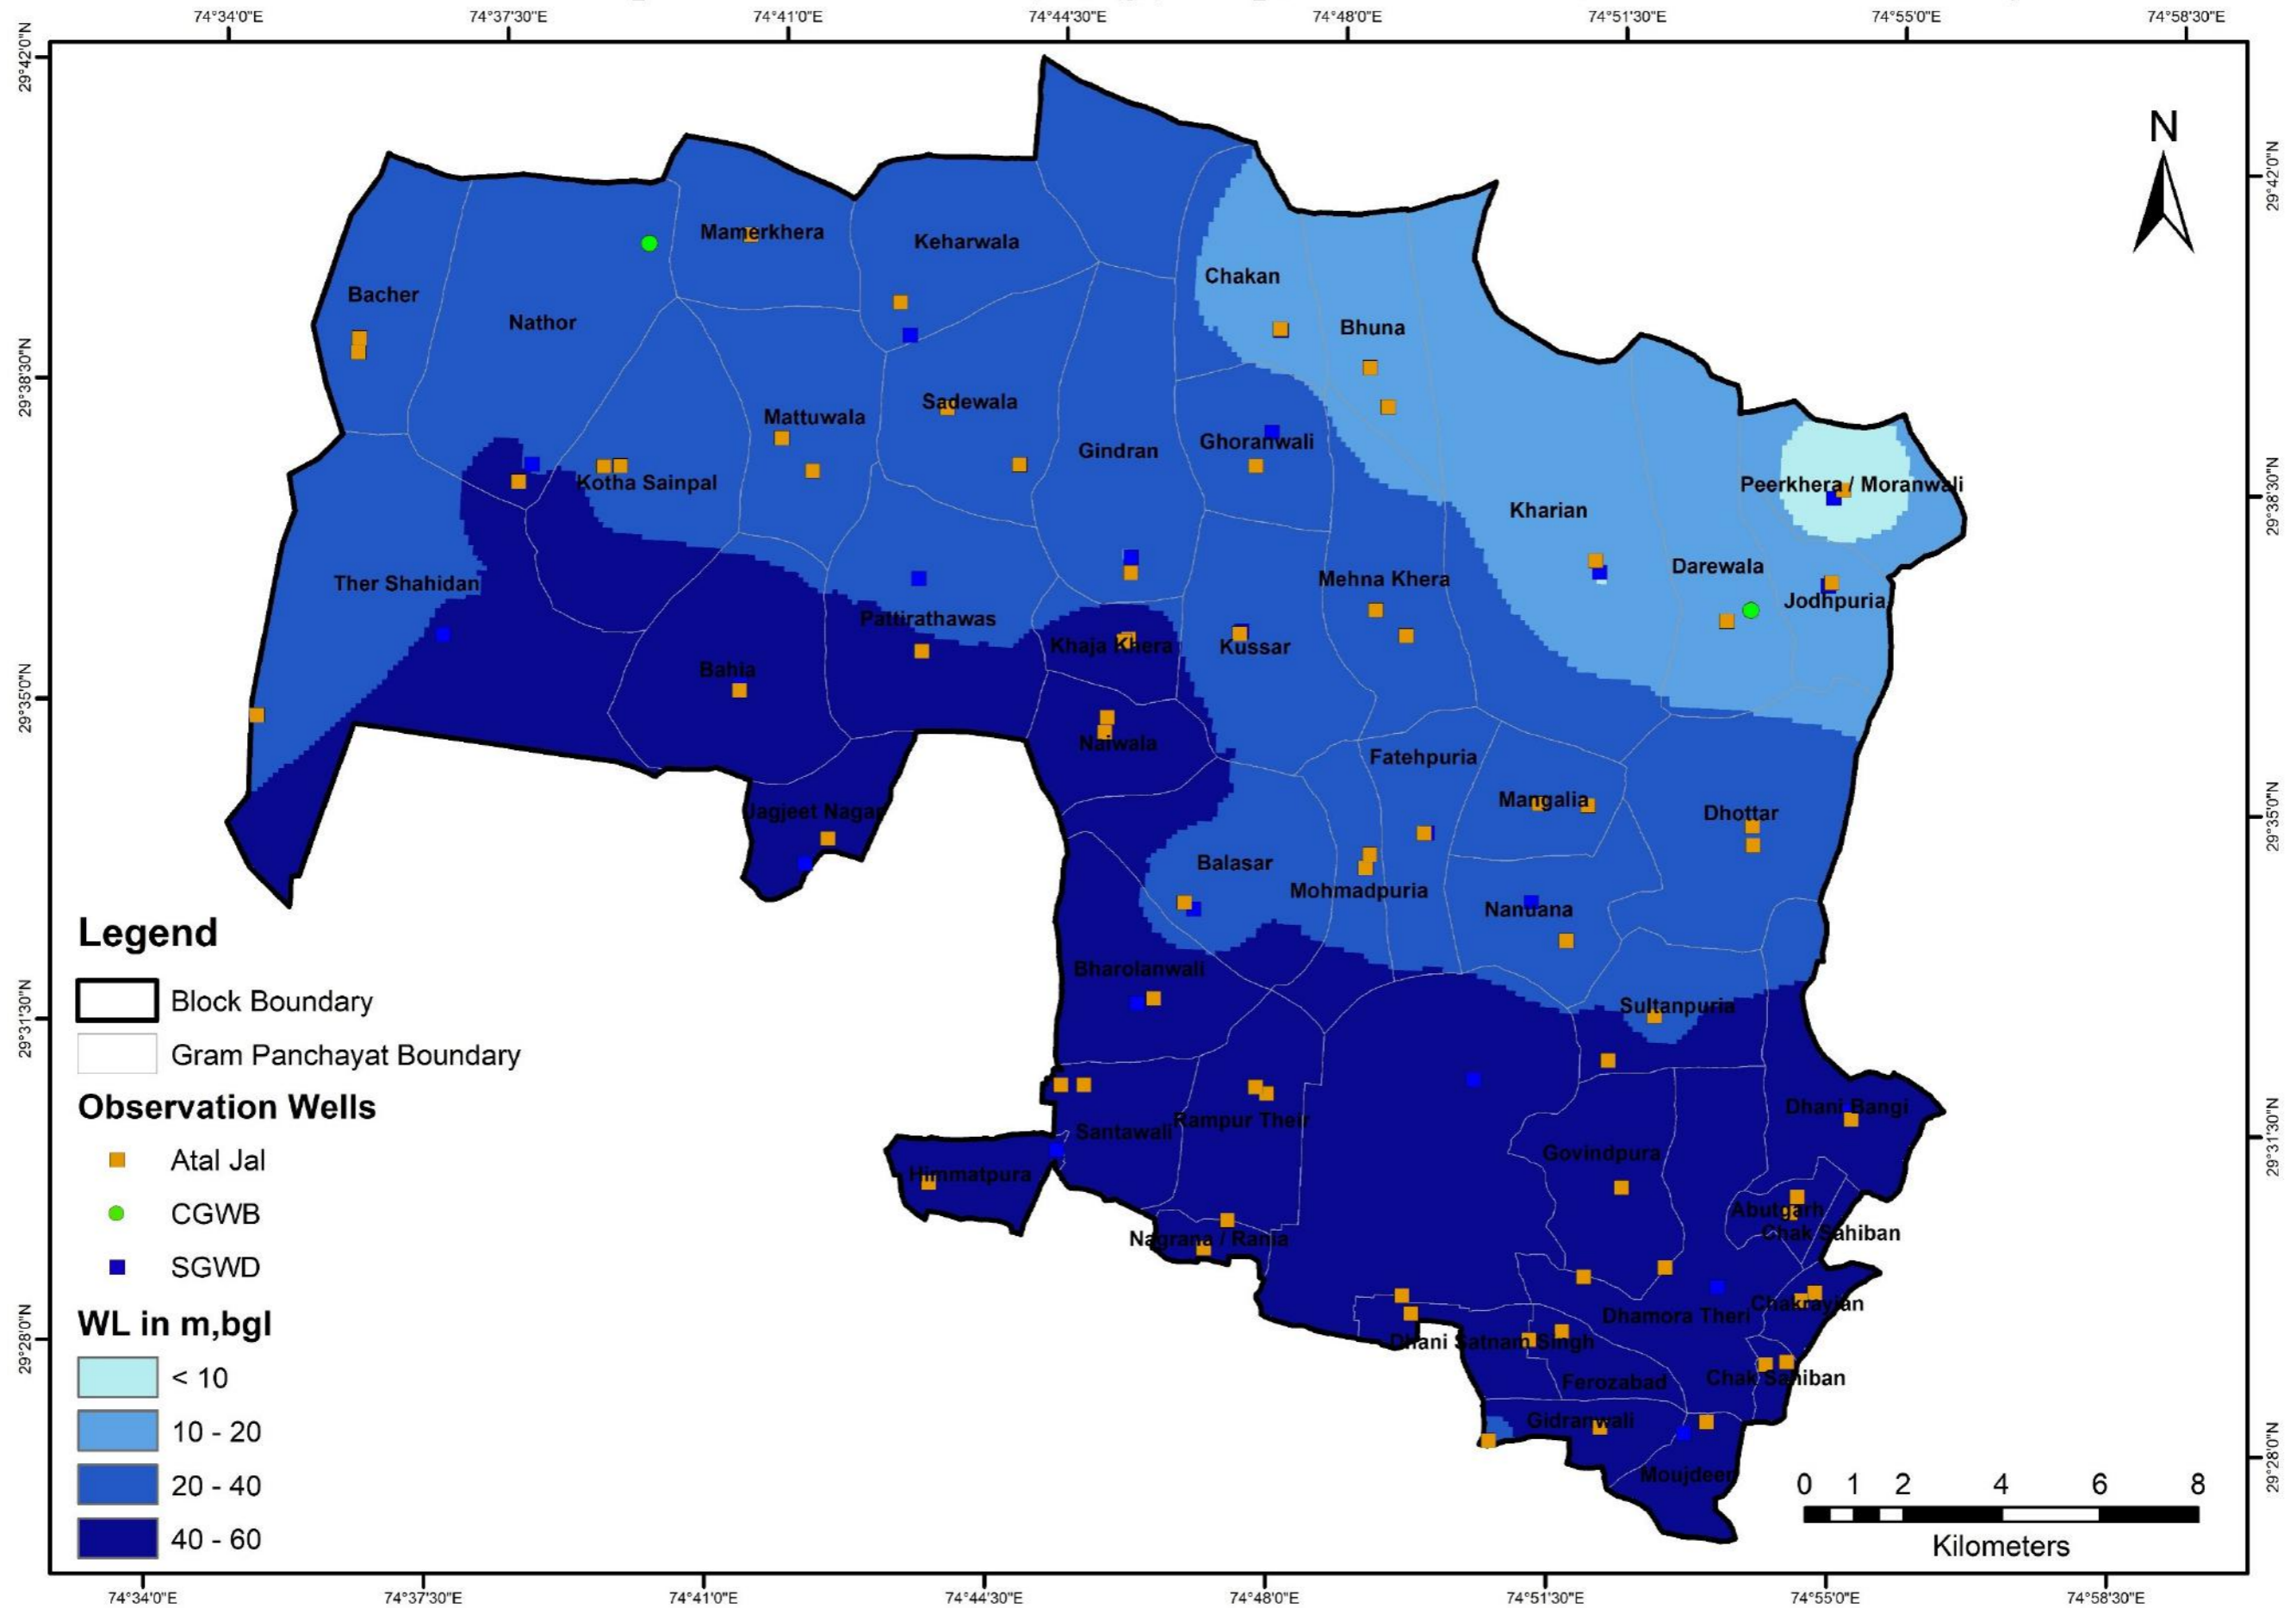 74°34'0"E 74°37'30"E 74°41'0"E 74°44'30"E 74°48'0"E 74°51'30"E 74°55'0"E 74°58'30"E
29°42'0"N
29°38'30"N
29°35'0"N
29°31'30"N
29°28'0"N
29°42'0"N
29°38'30"N
29°35'0"N
29°31'30"N
29°28'0"N
N
Mamerkhera
Keharwala
Chakan
Bacher
Nathor
Bhuna
Sadewala
Mattuwala
Ghoranwali
Gindran
Kotha Sainpal
Peerkhera / Moranwali
Kharian
Darewala
Mehna Khera
Ther Shahidan
Jodhpuria
Pattirathawas
Khaja Khera
Kussar
Bahia
Naiwala
Fatehpuria
Mangalia
Jagjeet Nagar
Dhottar
Balasar
Mohmadpuria
Nanuana
Bharolanwali
Sultanpuria
Dhani Bangi
Rampur Their
Santawali
Govindpura
Himmatpura
Abutgarh
Chak Sahiban
Nagrana / Rania
Chakrayian
Dhamora Theri
Dhani Satnam Singh
Chak Sahiban
Ferozabad
Gidranwali
Moujdeen
Legend
Block Boundary
Gram Panchayat Boundary
Observation Wells
Atal Jal
CGWB
SGWD
WL in m,bgl
< 10
10 - 20
20 - 40
40 - 60
0 1 2 4 6 8
Kilometers
74°34'0"E 74°37'30"E 74°41'0"E 74°44'30"E 74°48'0"E 74°51'30"E 74°55'0"E 74°58'30"E